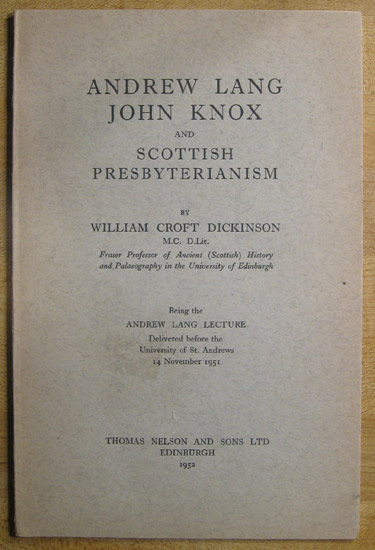 ANDREW LANG
JOHN KNOX
AND
SCOTTISH
PRESBYTERIANISM
BY
WILLIAM CROFT DICKINSON
M.C. D.Lit.
Fraser Professor of Ancient (Scottish) History
and Palaeography in the University of Edinburgh
Being the
ANDREW LANG LECTURE
Delivered before the
University of St. Andrews
14 November 1951
THOMAS NELSON AND SONS LTD
EDINBURGH
1952